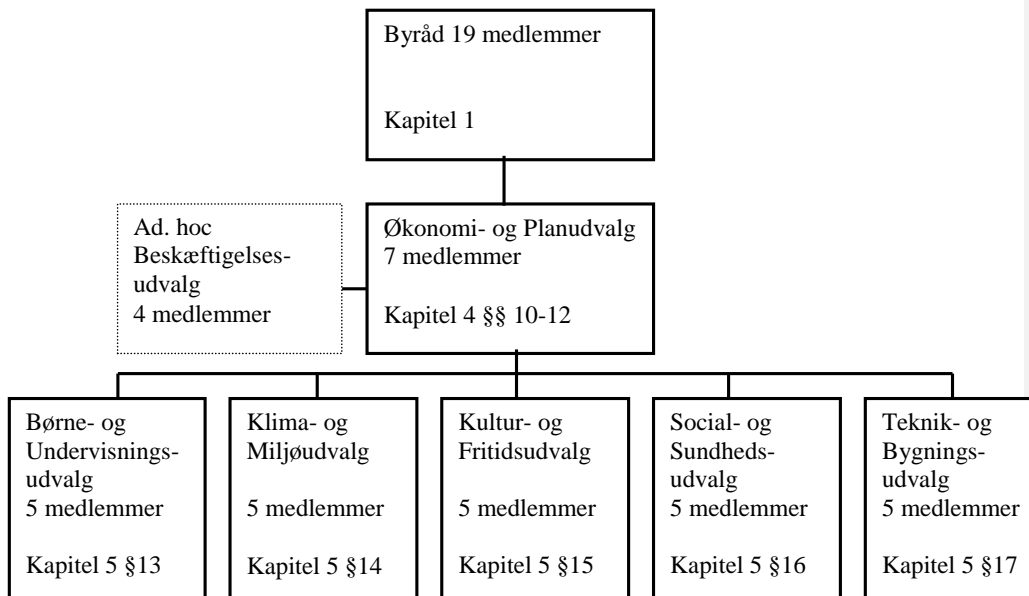 Byråd 19 medlemmer
Kapitel 1
Ad. hoc
Beskæftigelses-
udvalg
4 medlemmer
Økonomi- og Planudvalg
7 medlemmer
Kapitel 4 §§ 10-12
Børne- og
Undervisnings-
udvalg
5 medlemmer
Kapitel 5 §13
Klima- og
Miljøudvalg
5 medlemmer
Kapitel 5 §14
Kultur- og
Fritidsudvalg
5 medlemmer
Kapitel 5 §15
Social- og
Sundheds-
udvalg
5 medlemmer
Kapitel 5 §16
Teknik- og
Bygnings-
udvalg
5 medlemmer
Kapitel 5 §17